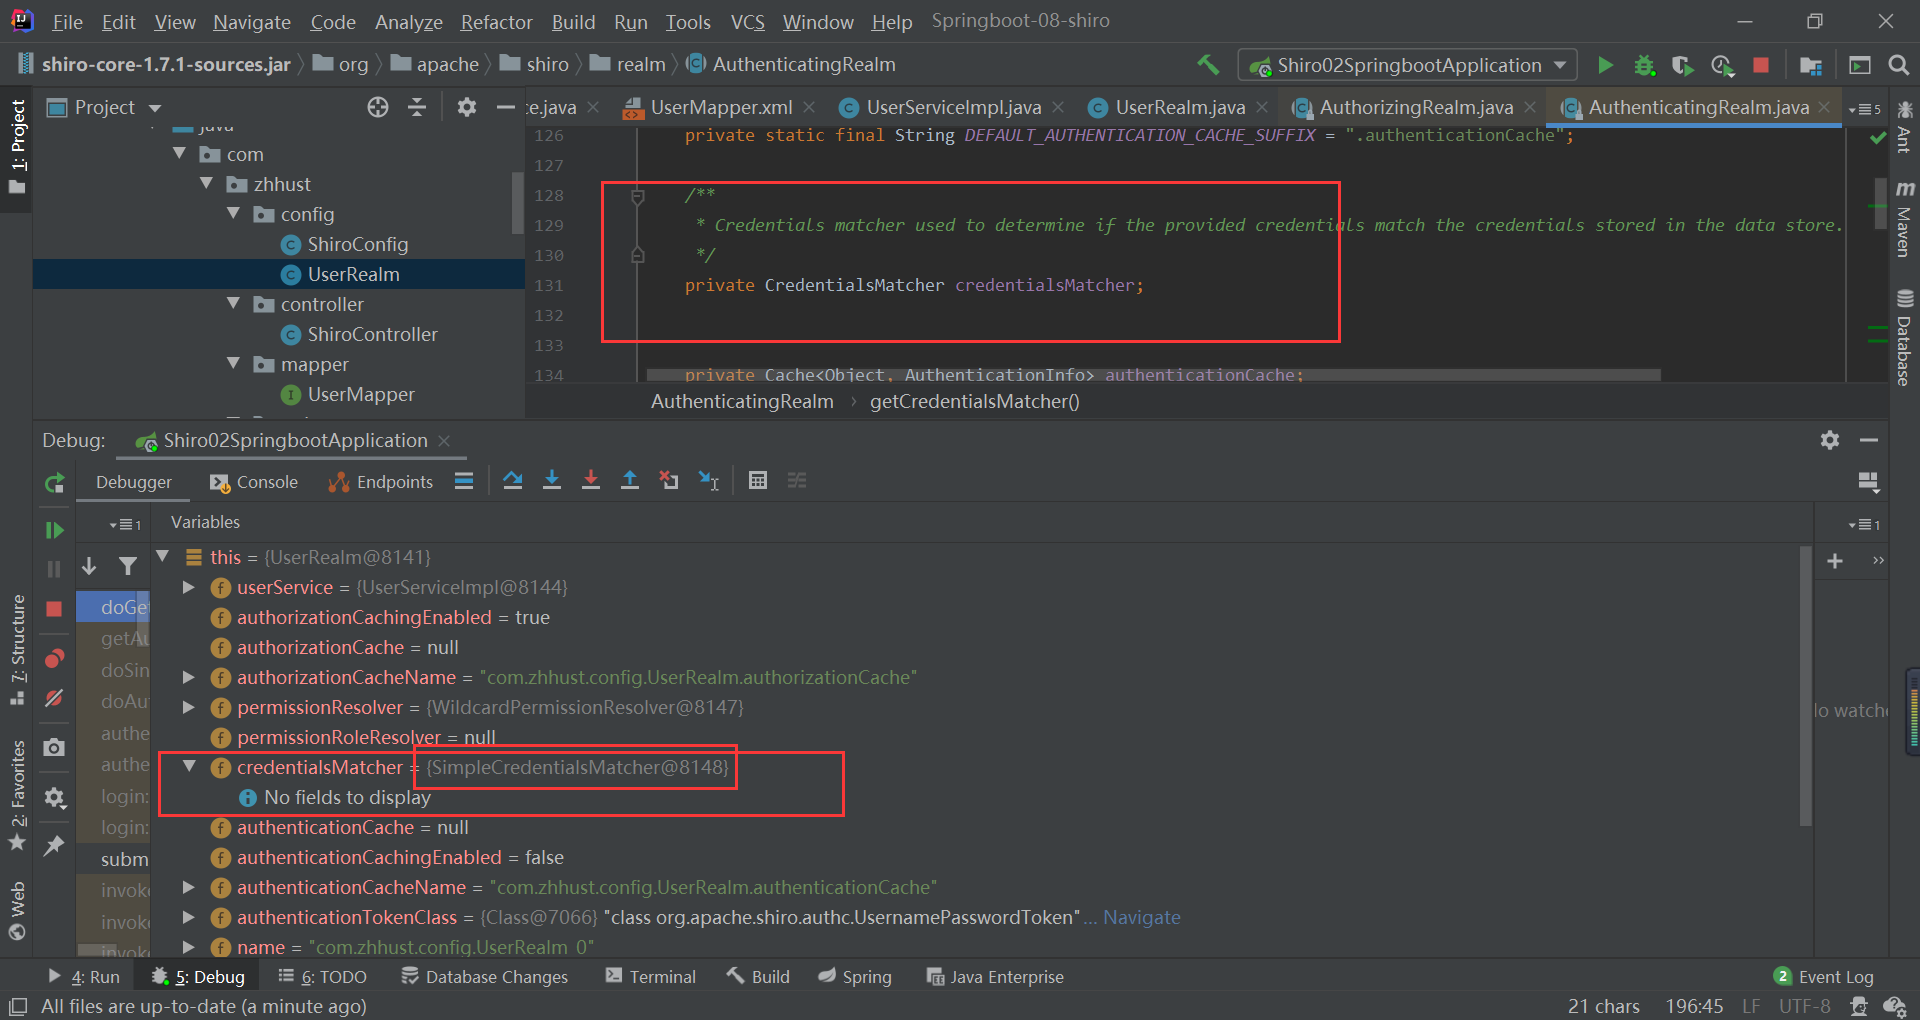 File Edit View Navigate Code Analyze Refactor Build Run Tools VCS Window Help Springboot-08-shiro
shiro-core-1.7.1-sources.jar org apache shiro realm AuthenticatingRealm Shiro02SpringbootApplication
1: Project
Project
ce.java UserMapper.xml UserServiceImpl.java UserRealm.java AuthorizingRealm.java AuthenticatingRealm.java 5
java
com
zhhust
config
ShiroConfig
UserRealm
controller
ShiroController
mapper
UserMapper
126 private static final String DEFAULT_AUTHENTICATION_CACHE_SUFFIX = ".authenticationCache";
127
128 /**
129 * Credentials matcher used to determine if the provided credentials match the credentials stored in the data store.
130 */
131 private CredentialsMatcher credentialsMatcher;
132
133
134 private Cache<Object, AuthenticationInfo> authenticationCache;
AuthenticatingRealm getCredentialsMatcher()
Ant
Maven
Database
Debug: Shiro02SpringbootApplication
Debugger Console Endpoints
1 Variables 1
doGet
getAu
doSin
doAut
authe
authe
login:
login:
subm
invoke
invoke
invoke
this = {UserRealm@8141}
userService = {UserServiceImpl@8144}
authorizationCachingEnabled = true
authorizationCache = null
authorizationCacheName = "com.zhhust.config.UserRealm.authorizationCache"
permissionResolver = {WildcardPermissionResolver@8147}
permissionRoleResolver = null
credentialsMatcher = {SimpleCredentialsMatcher@8148}
No fields to display
authenticationCache = null
authenticationCachingEnabled = false
authenticationCacheName = "com.zhhust.config.UserRealm.authenticationCache"
authenticationTokenClass = {Class@7066} "class org.apache.shiro.authc.UsernamePasswordToken"... Navigate
name = "com.zhhust.config.UserRealm_0"
lo watche
7: Structure
2: Favorites
Web
4: Run 5: Debug 6: TODO Database Changes Terminal Build Spring Java Enterprise 2 Event Log
All files are up-to-date (a minute ago) 21 chars 196:45 LF UTF-8